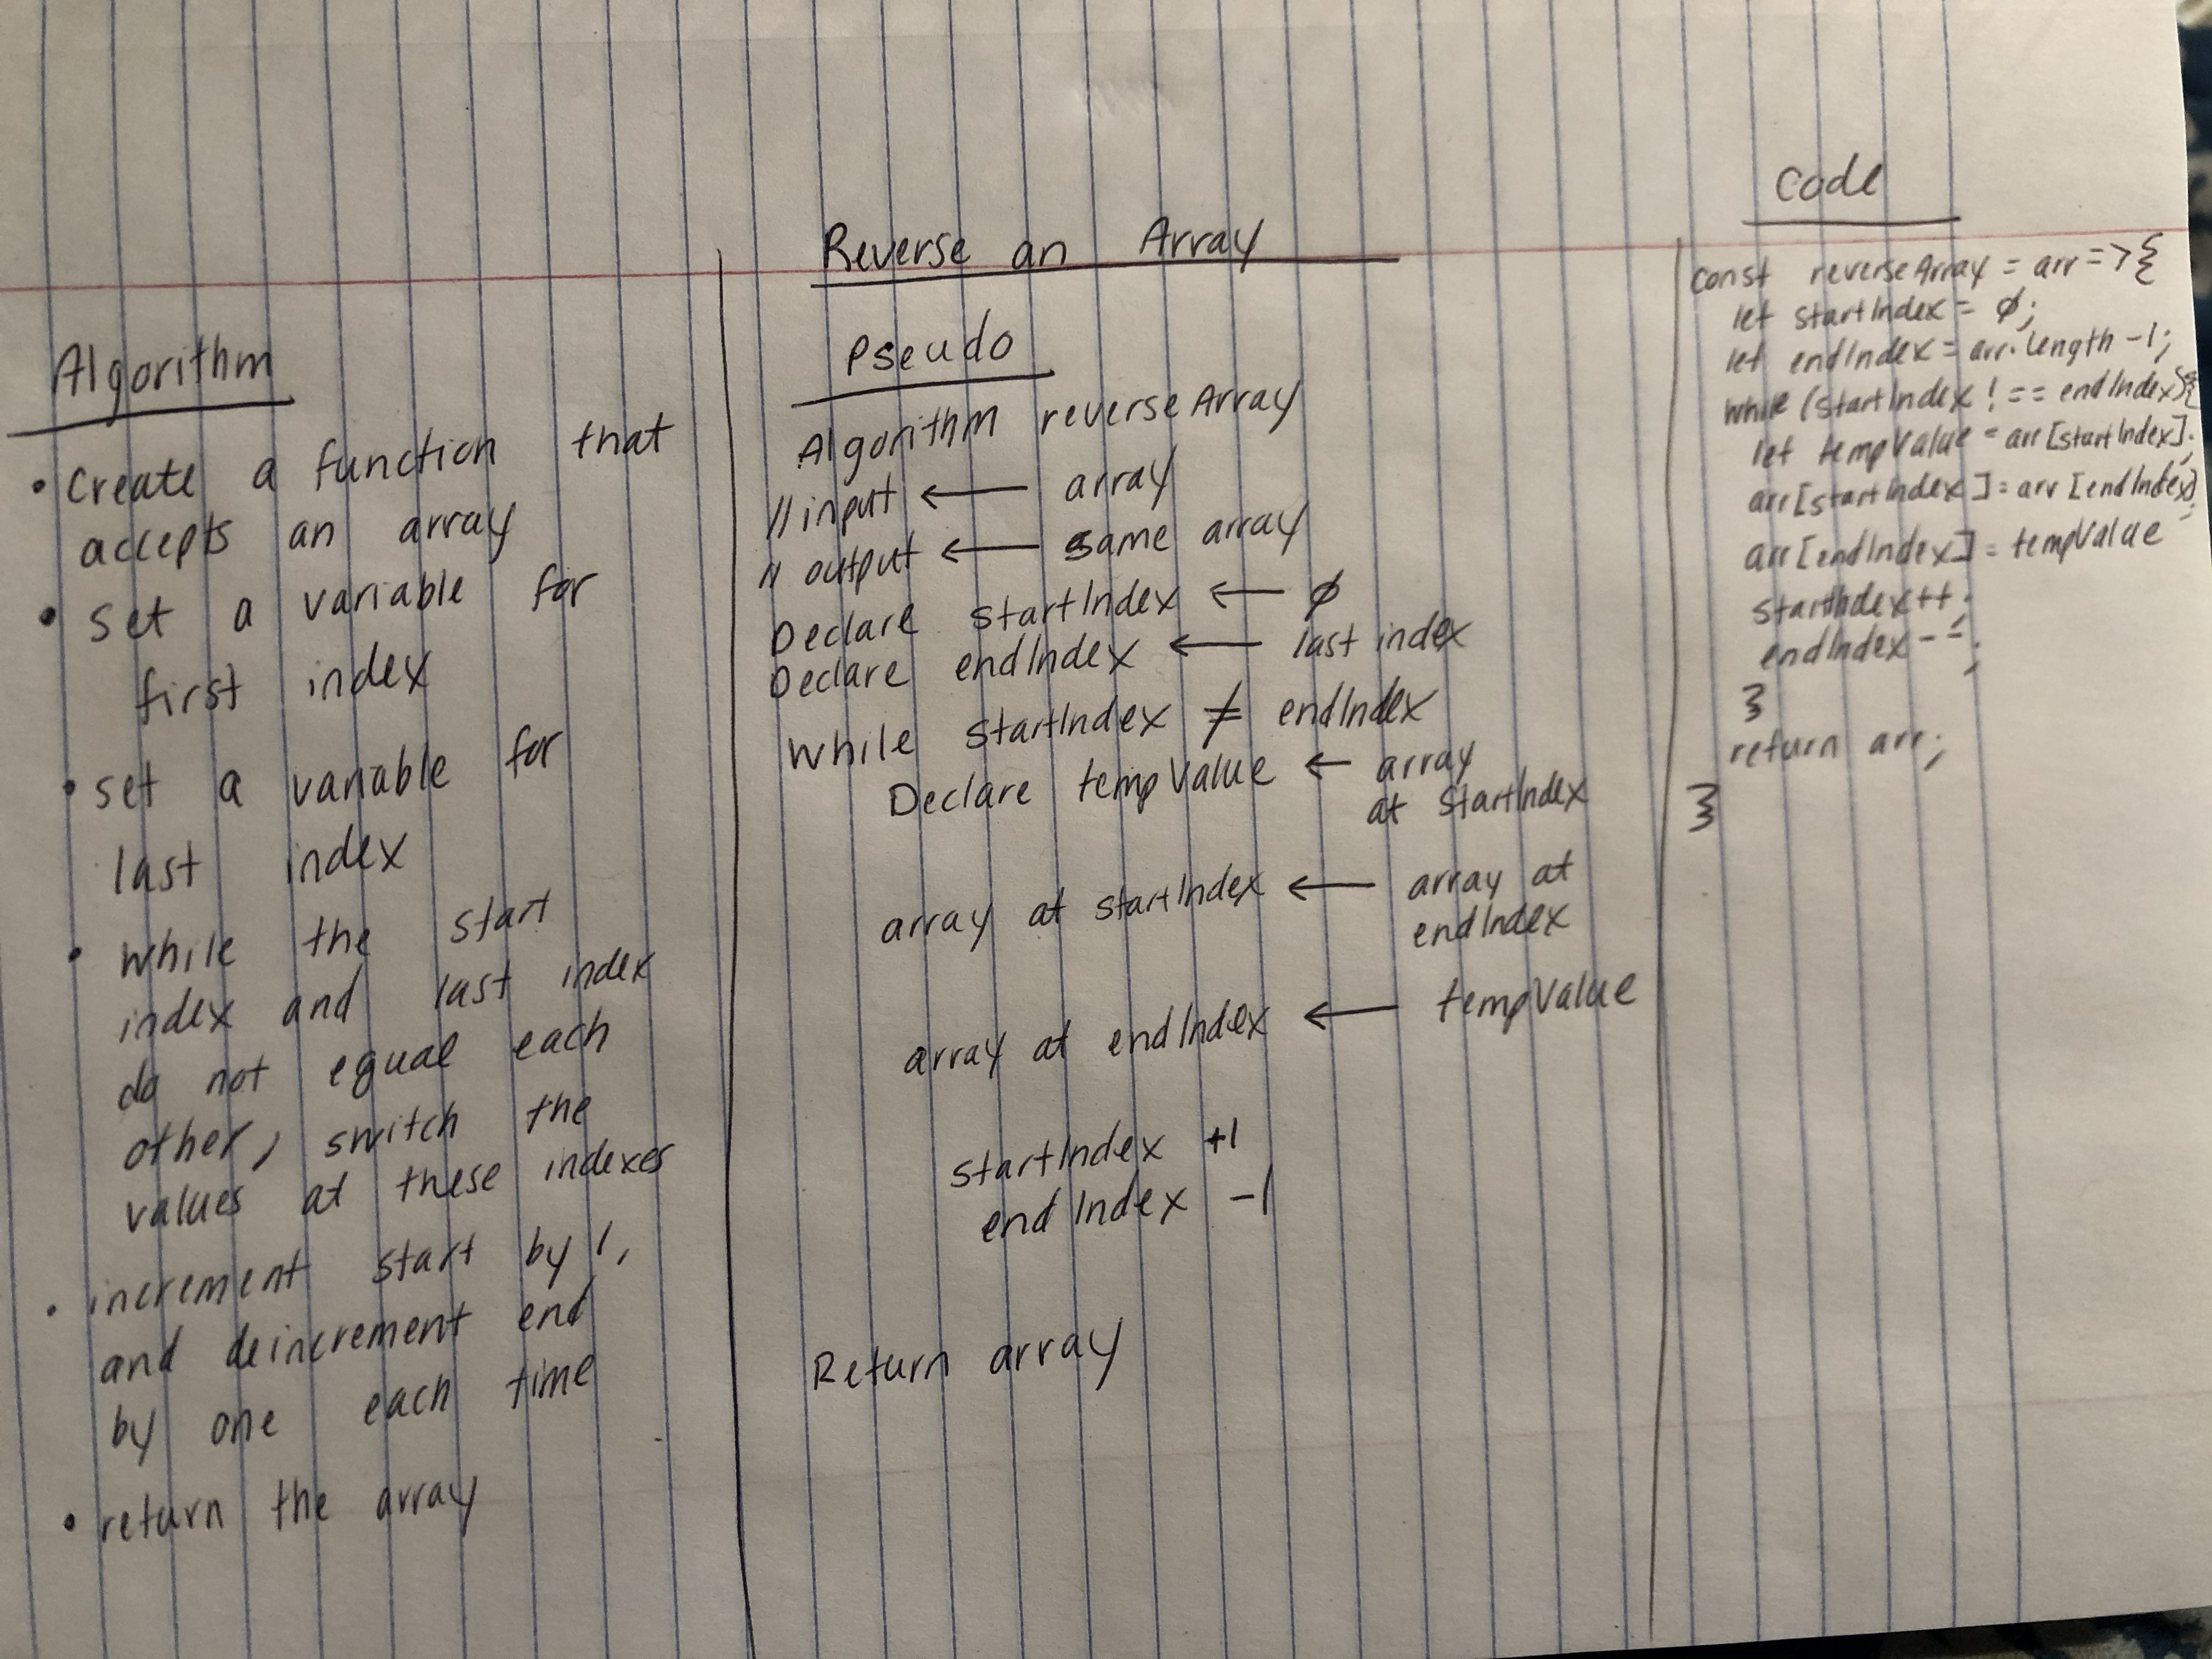 Reverse an Array
Algorithm
• Create a function that
accepts an array
• set a variable for
first index
• set a variable for
last index
• while the start
index and last index
do not equal each
other, switch the
values at these indexes
• increment start by 1,
and deincrement end
by one each time
• return the array
Pseudo
Algorithm reverseArray
// input ← array
// output ← same array
Declare startIndex ← 0
Declare endIndex ← last index
While startIndex ≠ endIndex
Declare tempValue ← array
at startIndex
array at startIndex ← array at
endIndex
array at endIndex ← tempValue
startIndex +1
endIndex -1
Return array
Code
const reverseArray = arr => {
let startIndex = 0;
let endIndex = arr.length -1;
while (startIndex !== endIndex){
let tempValue = arr[startIndex];
arr[startIndex] = arr[endIndex];
arr[endIndex] = tempValue
startIndex++;
endIndex--;
}
return arr;
}